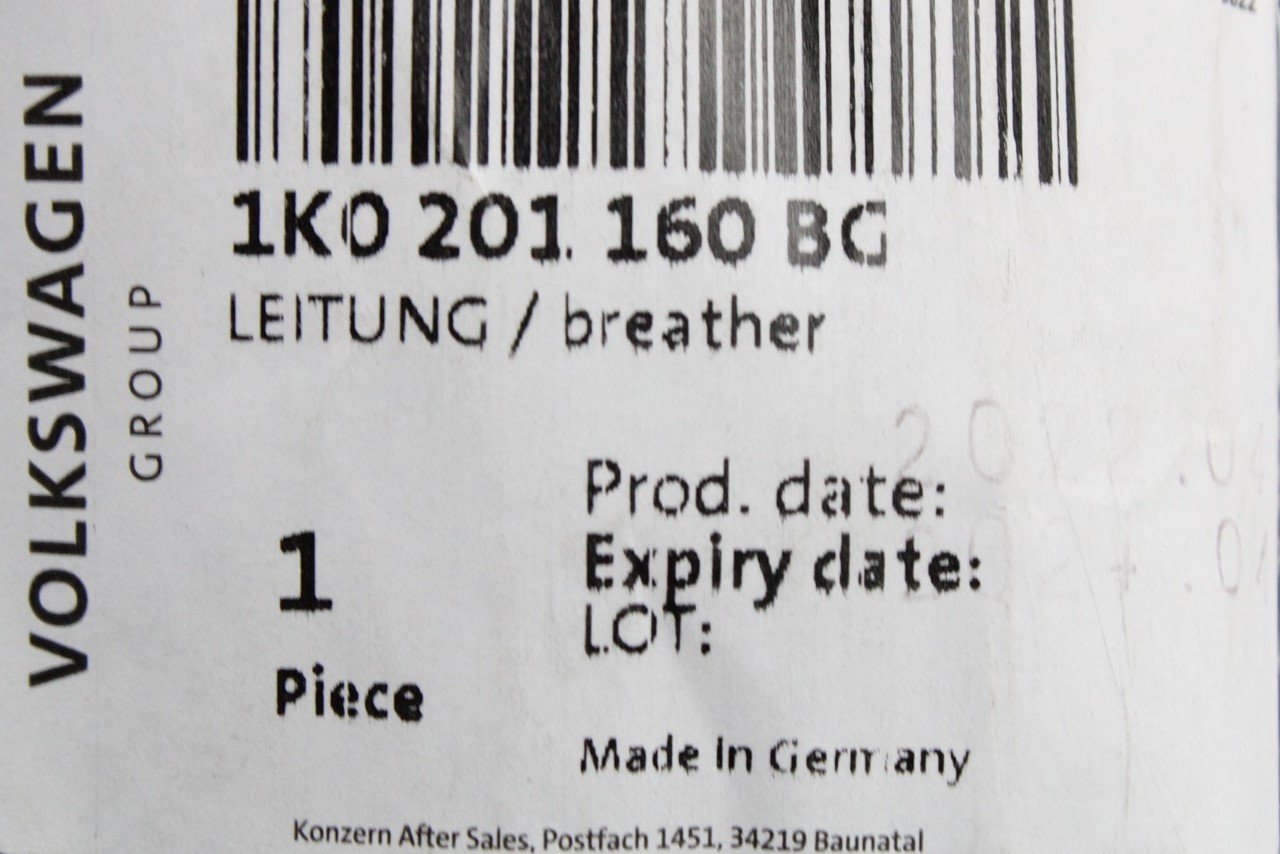 VOLKSWAGEN
GROUP
1K0 201 160 BG
LEITUNG / breather
1
Piece
Prod. date:
Expiry date:
LOT:
Made in Germany
Konzern After Sales, Postfach 1451, 34219 Baunatal